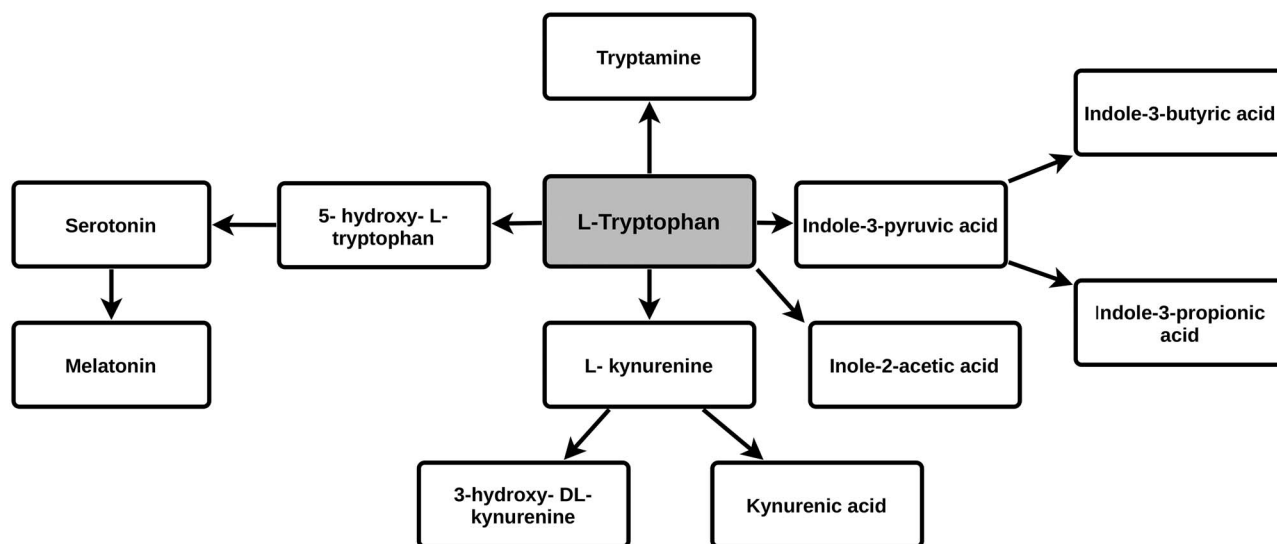 Tryptamine
Indole-3-butyric acid
Serotonin
5- hydroxy- L-
tryptophan
L-Tryptophan
Indole-3-pyruvic acid
Indole-3-propionic
acid
Melatonin
L- kynurenine
Inole-2-acetic acid
3-hydroxy- DL-
kynurenine
Kynurenic acid